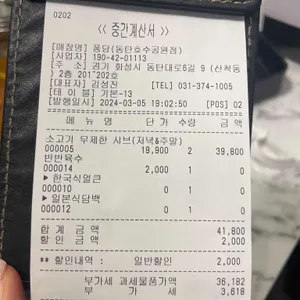 0202
<< 중간계산서 >>
[매장명] 퐁당(동탄호수공원점)
[사업자] 190-42-01113
[주 소] 경기 화성시 동탄대로6길 9 (산척동
) 2층 201~202호
[대표자] 김성진 [TEL] 031-374-1005
[테 이 블] 기본-13
[발행일시] 2024-03-05 19:02:50 [POS] 02
메 뉴 명 단 가 수량 금 액
소고기 무제한 샤브(저녁&주말)
000005 19,900 2 39,800
반반육수
000014 2,000 1 2,000
▶한국식얼큰
000010 0 1 0
▶일본식담백
000012 0 1 0
합 계 금 액 41,800
할 인 금 액 2,000
** 할인내역 : 일반할인 2,000
부가세 과세물품가액 36,182
부 가 세 3,618